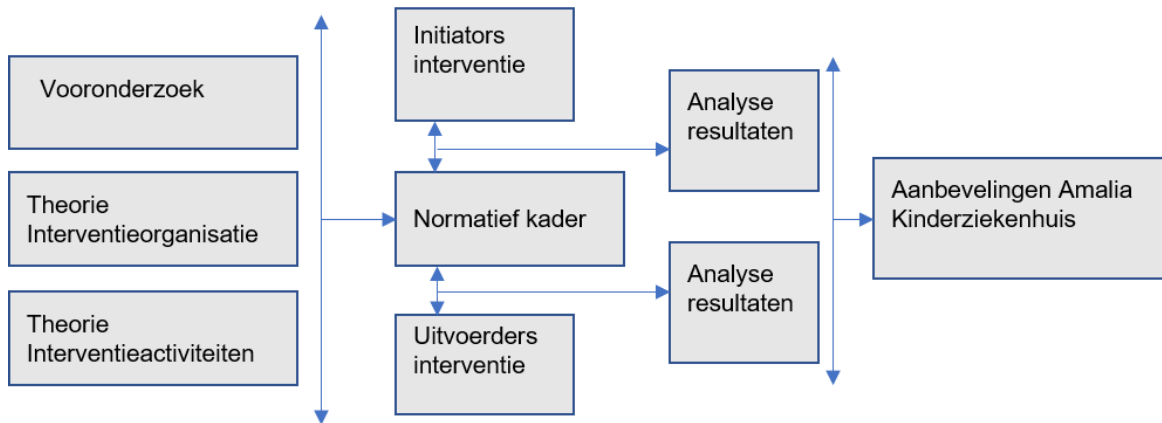 Vooronderzoek
Theorie
Interventieorganisatie
Theorie
Interventieactiviteiten
Initiators
interventie
Normatief kader
Uitvoerders
interventie
Analyse
resultaten
Analyse
resultaten
Aanbevelingen Amalia
Kinderziekenhuis